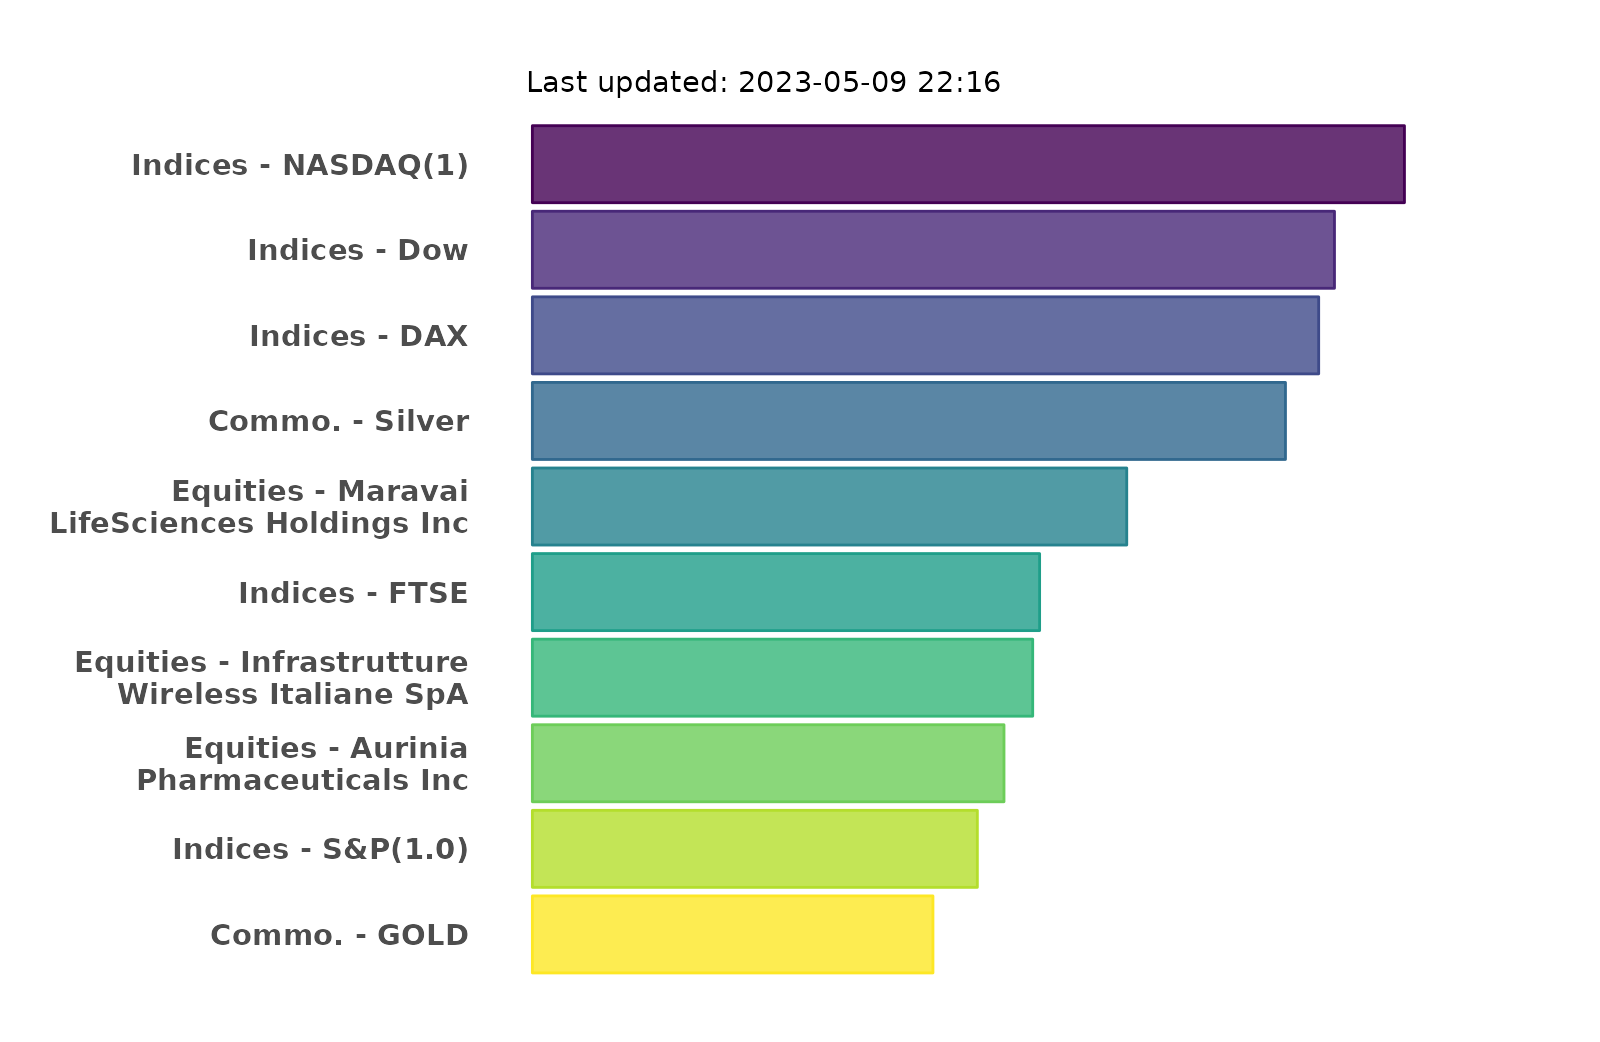 Last updated: 2023-05-09 22:16
Indices - NASDAQ(1)
Indices - Dow
Indices - DAX
Commo. - Silver
Equities - Maravai
LifeSciences Holdings Inc
Indices - FTSE
Equities - Infrastrutture
Wireless Italiane SpA
Equities - Aurinia
Pharmaceuticals Inc
Indices - S&P(1.0)
Commo. - GOLD